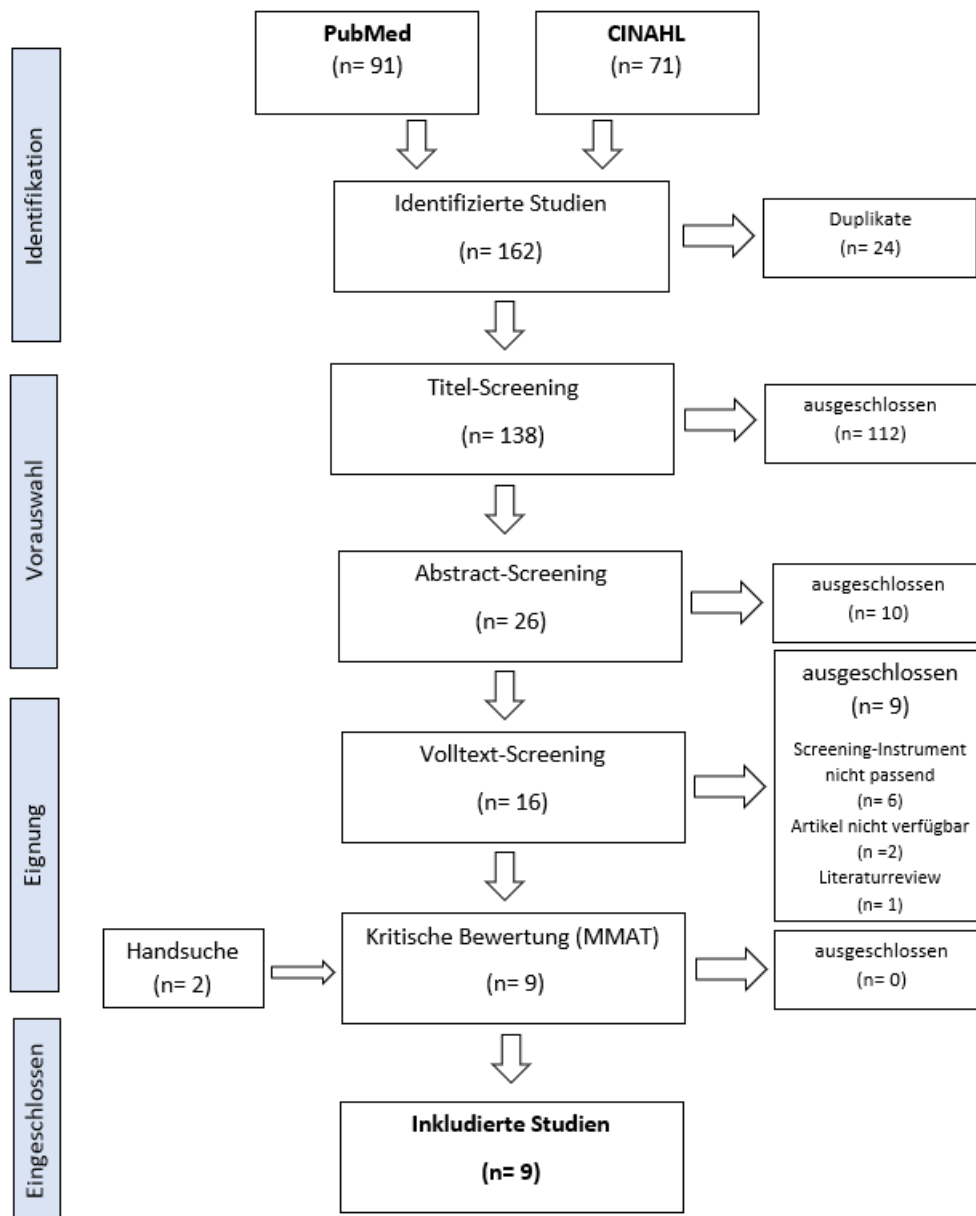 PubMed
(n= 91)
CINAHL
(n= 71)
Identifikation
Identifizierte Studien
(n= 162)
Duplikate
(n= 24)
Vorauswahl
Titel-Screening
(n= 138)
ausgeschlossen
(n= 112)
Abstract-Screening
(n= 26)
ausgeschlossen
(n= 10)
Eignung
Volltext-Screening
(n= 16)
ausgeschlossen
(n= 9)
Screening-Instrument
nicht passend
(n= 6)
Artikel nicht verfügbar
(n =2)
Literaturreview
(n= 1)
Handsuche
(n= 2)
Kritische Bewertung (MMAT)
(n= 9)
ausgeschlossen
(n= 0)
Eingeschlossen
Inkludierte Studien
(n= 9)